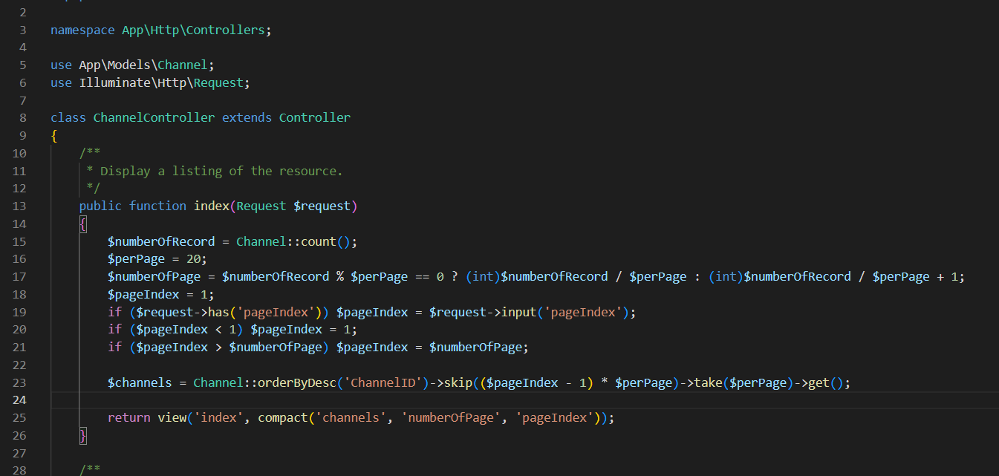 2
3 namespace App\Http\Controllers;
4
5 use App\Models\Channel;
6 use Illuminate\Http\Request;
7
8 class ChannelController extends Controller
9 {
10     /**
11      * Display a listing of the resource.
12      */
13     public function index(Request $request)
14     {
15         $numberOfRecord = Channel::count();
16         $perPage = 20;
17         $numberOfPage = $numberOfRecord % $perPage == 0 ? (int)$numberOfRecord / $perPage : (int)$numberOfRecord / $perPage + 1;
18         $pageIndex = 1;
19         if ($request->has('pageIndex')) $pageIndex = $request->input('pageIndex');
20         if ($pageIndex < 1) $pageIndex = 1;
21         if ($pageIndex > $numberOfPage) $pageIndex = $numberOfPage;
22
23         $channels = Channel::orderByDesc('ChannelID')->skip(($pageIndex - 1) * $perPage)->take($perPage)->get();
24
25         return view('index', compact('channels', 'numberOfPage', 'pageIndex'));
26     }
27
28     /**